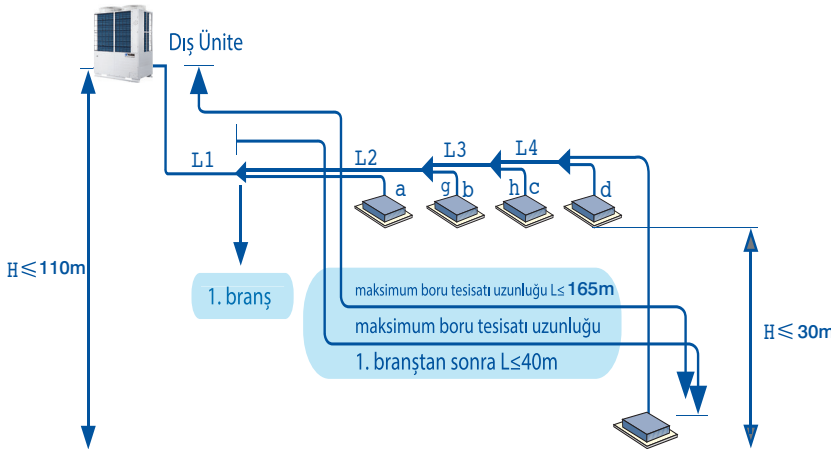 Dış Ünite
L1
L2
L3
L4
a
g
b
h
c
d
H≤110m
1. branş
maksimum boru tesisatı uzunluğu L≤ 165m
maksimum boru tesisatı uzunluğu
1. branştan sonra L≤40m
H≤ 30m